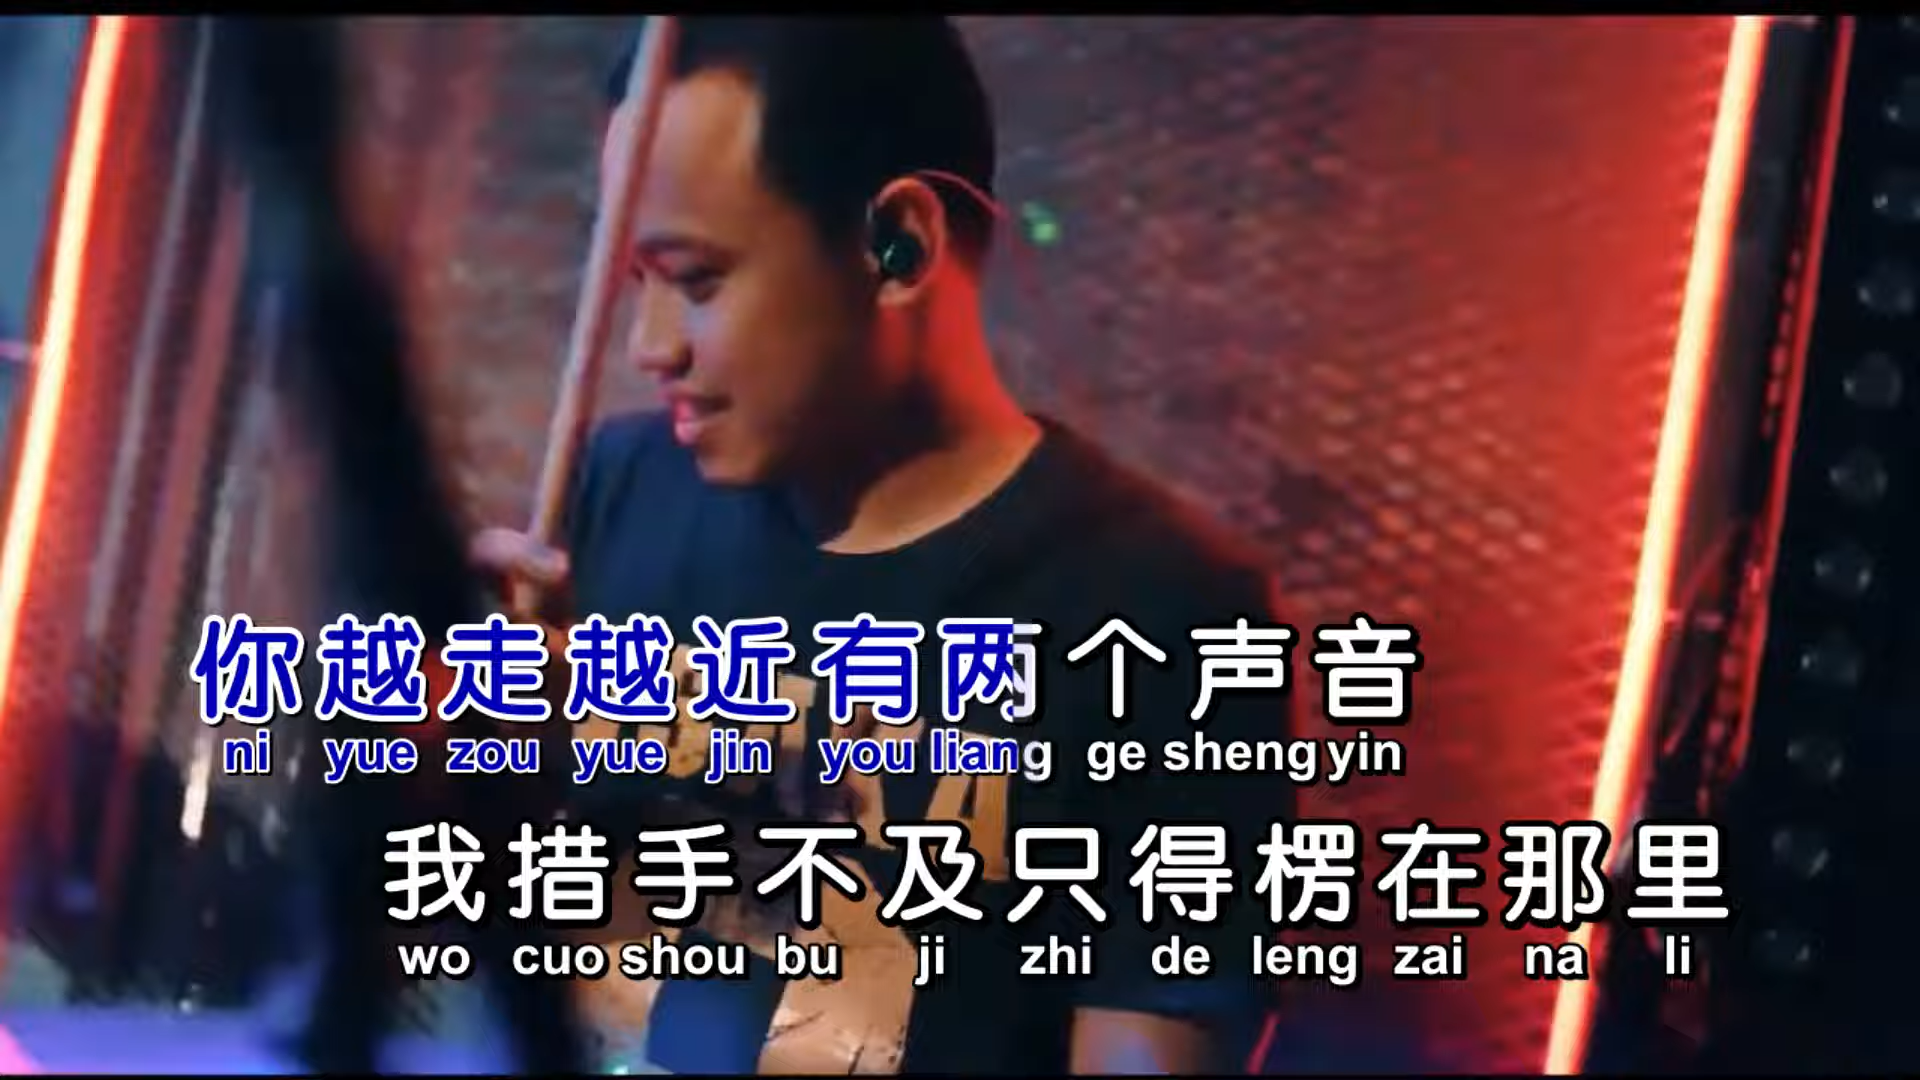 你越走越近有两个声音
ni yue zou yue jin you liang ge sheng yin
我措手不及只得楞在那里
wo cuo shou bu ji zhi de leng zai na li